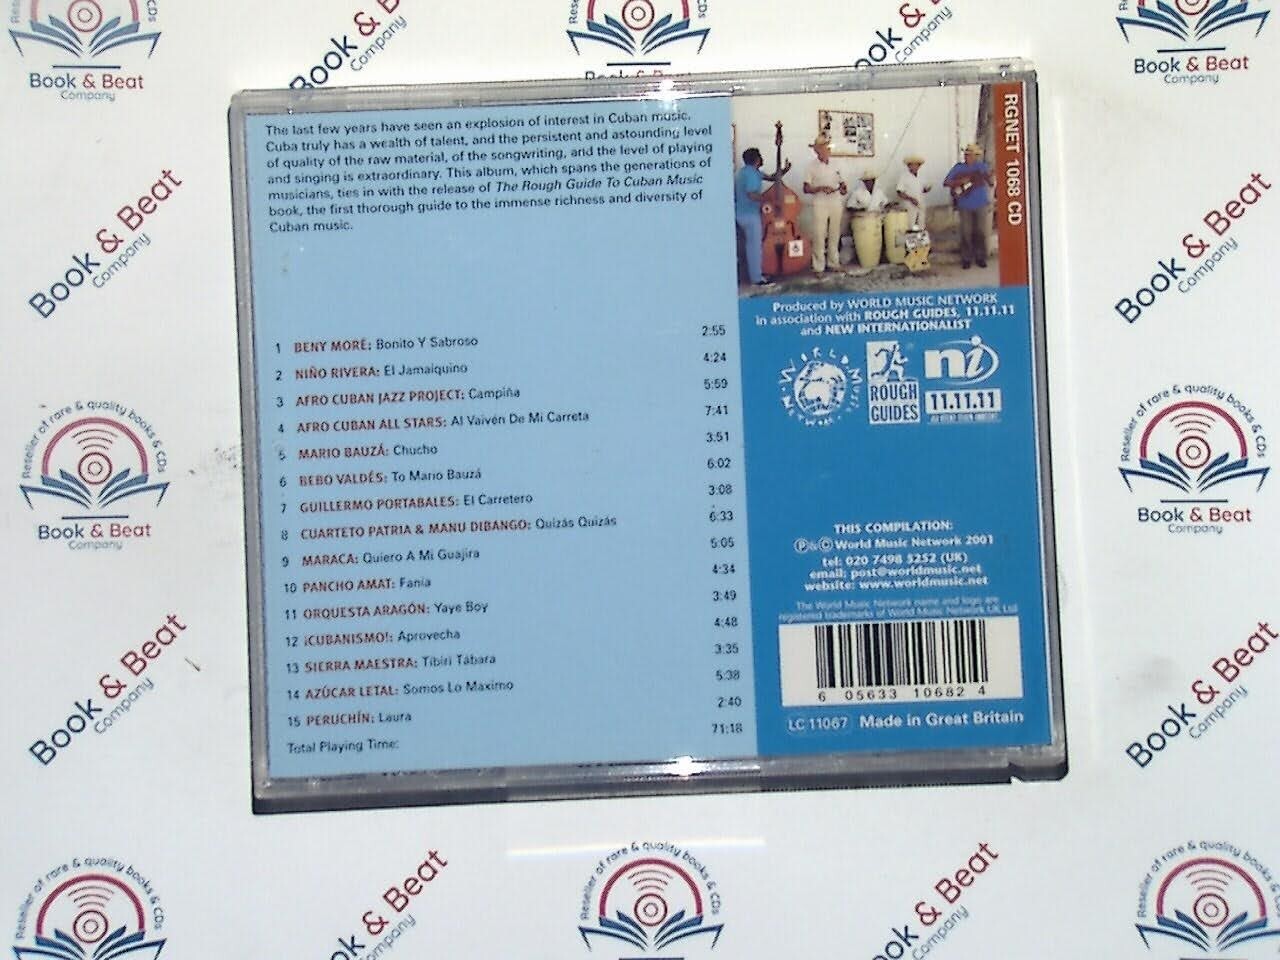 The last few years have seen an explosion of interest in Cuban music.
Cuba truly has a wealth of talent, and the persistent and astounding level
of quality of the raw material, of the songwriting, and the level of playing
and singing is extraordinary. This album, which spans the generations of
musicians, ties in with the release of The Rough Guide To Cuban Music
book, the first thorough guide to the immense richness and diversity of
Cuban music.
1 BENY MORÉ: Bonito Y Sabroso 2:55
2 NIÑO RIVERA: El Jamaiquino 4:24
3 AFRO CUBAN JAZZ PROJECT: Campiña 5:59
4 AFRO CUBAN ALL STARS: Al Vaivén De Mi Carreta 7:41
5 MARIO BAUZÁ: Chucho 3:51
6 BEBO VALDÉS: To Mario Bauzá 6:02
7 GUILLERMO PORTABALES: El Carretero 3:08
8 CUARTETO PATRIA & MANU DIBANGO: Quizás Quizás 6:33
9 MARACA: Quiero A Mi Guajira 5:05
10 PANCHO AMAT: Fania 4:34
11 ORQUESTA ARAGÓN: Yaye Boy 3:49
12 ¡CUBANISMO!: Aprovecha 4:48
13 SIERRA MAESTRA: Tibiri Tábara 3:35
14 AZÚCAR LETAL: Somos Lo Maximo 5:38
15 PERUCHÍN: Laura 2:40
Total Playing Time: 71:18
RGNET 1068 CD
Produced by WORLD MUSIC NETWORK
in association with ROUGH GUIDES, 11.11.11
and NEW INTERNATIONALIST
WORLD MUSIC NETWORK
ROUGH
GUIDES
ni
11.11.11
THIS COMPILATION:
Ⓟ&© World Music Network 2001
tel: 020 7498 5252 (UK)
email: post@worldmusic.net
website: www.worldmusic.net
The World Music Network name and logo are
registered trademarks of World Music Network UK Ltd
6 05633 10682 4
LC 11067 Made in Great Britain
Book & Beat
Company
Reseller of rare & quality books & CDs
Book & Beat
Company